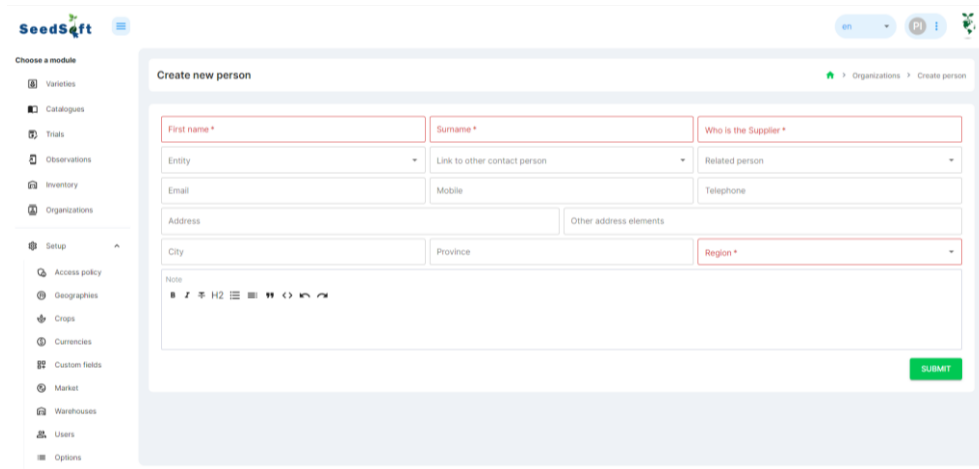 SeedSoft
en
PI
Choose a module
Varieties
Catalogues
Trials
Observations
Inventory
Organizations
Setup
Access policy
Geographies
Crops
Currencies
Custom fields
Market
Warehouses
Users
Options
Create new person
Organizations > Create person
First name * Surname * Who is the Supplier *
Entity Link to other contact person Related person
Email Mobile Telephone
Address Other address elements
City Province Region *
Note
B I T H2
SUBMIT